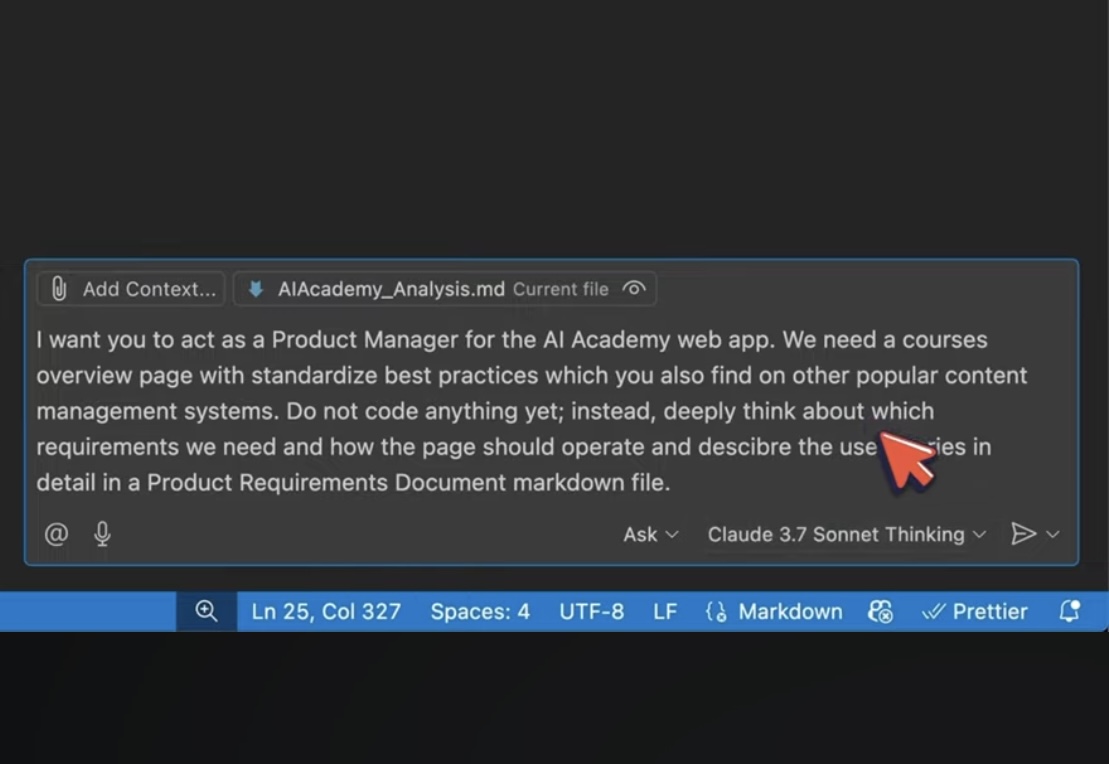 Add Context... AIAcademy_Analysis.md Current file
I want you to act as a Product Manager for the AI Academy web app. We need a courses
overview page with standardize best practices which you also find on other popular content
management systems. Do not code anything yet; instead, deeply think about which
requirements we need and how the page should operate and descibre the use ies in
detail in a Product Requirements Document markdown file.
@ Ask Claude 3.7 Sonnet Thinking
Ln 25, Col 327 Spaces: 4 UTF-8 LF Markdown Prettier